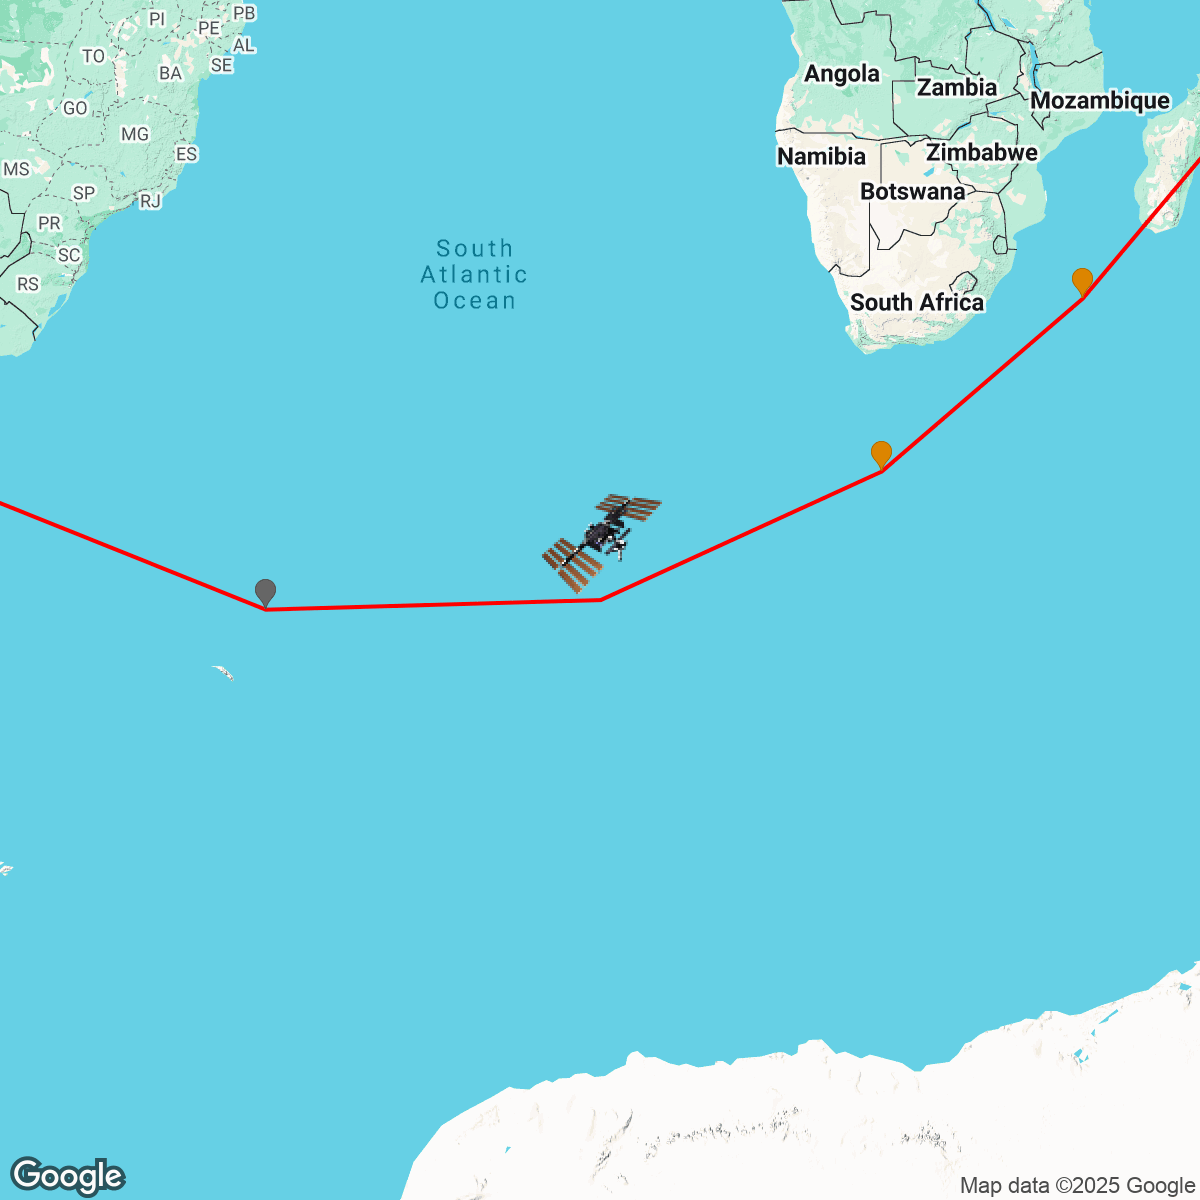 PI
PB
PE
AL
TO
SE
BA
GO
MG
ES
MS
SP
RJ
PR
SC
RS
Angola
Zambia
Mozambique
Namibia
Zimbabwe
Botswana
South Africa
South
Atlantic
Ocean
Google
Map data ©2025 Google